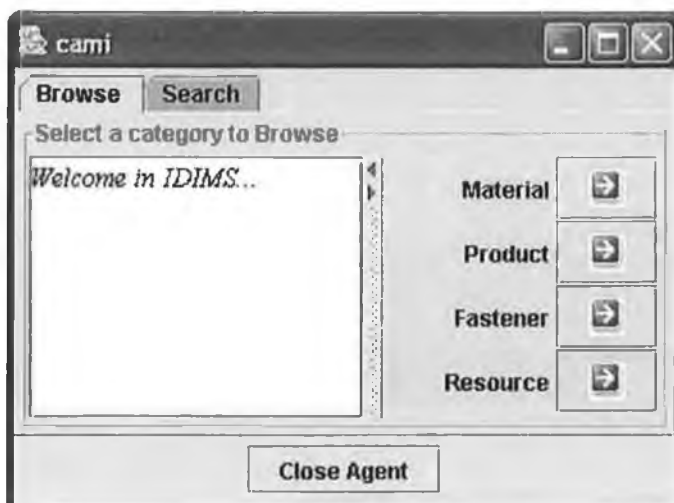 cami
Browse Search
Select a category to Browse
Welcome in IDIMS...
Material
Product
Fastener
Resource
Close Agent